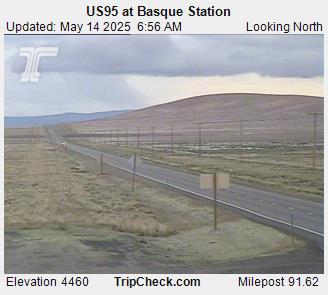 US95 at Basque Station
Updated: May 14 2025 6:56 AM Looking North
Elevation 4460 TripCheck.com Milepost 91.62